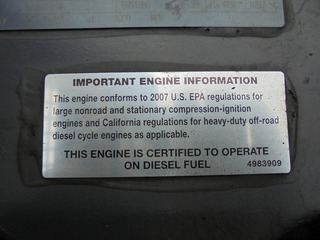 IMPORTANT ENGINE INFORMATION
This engine conforms to 2007 U.S. EPA regulations for
large nonroad and stationary compression-ignition
engines and California regulations for heavy-duty off-road
diesel cycle engines as applicable.
THIS ENGINE IS CERTIFIED TO OPERATE
ON DIESEL FUEL 4983909